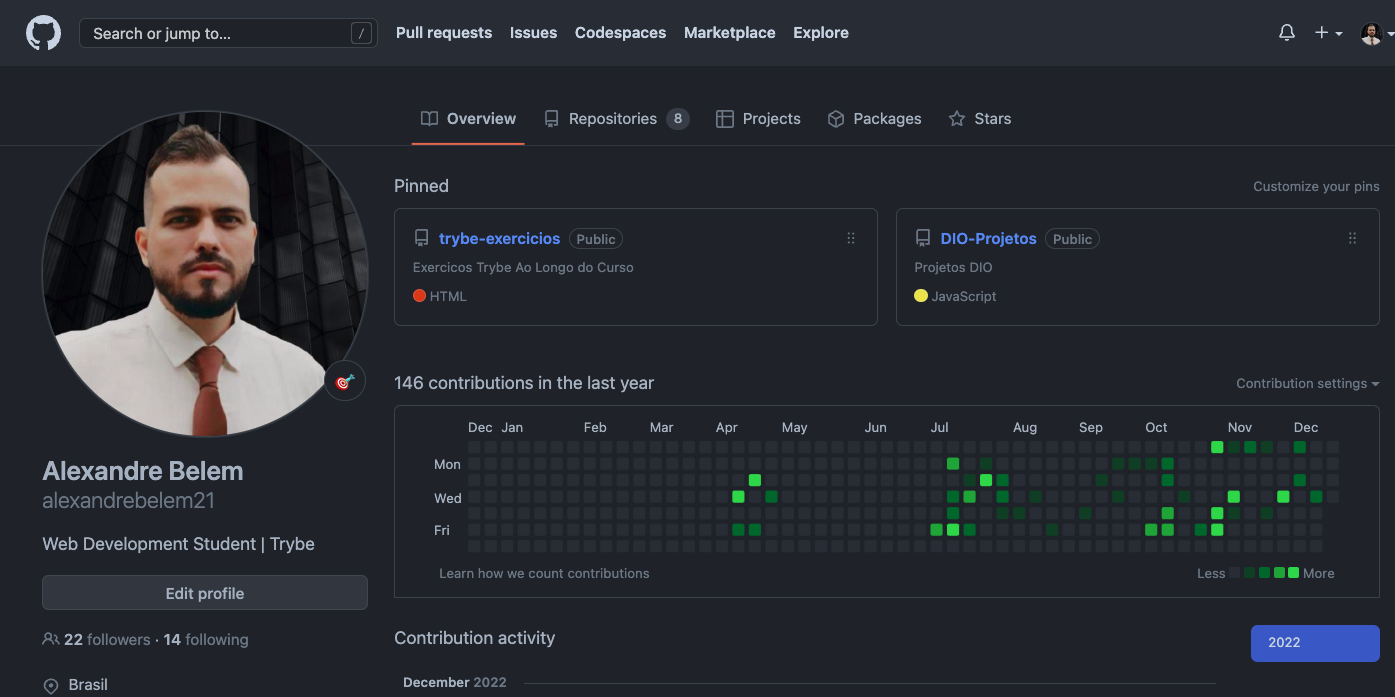 Search or jump to...
/
Pull requests
Issues
Codespaces
Marketplace
Explore
Overview
Repositories 8
Projects
Packages
Stars
Pinned
Customize your pins
trybe-exercicios Public
Exercicos Trybe Ao Longo do Curso
HTML
DIO-Projetos Public
Projetos DIO
JavaScript
Alexandre Belem
alexandrebelem21
Web Development Student | Trybe
Edit profile
22 followers · 14 following
Brasil
146 contributions in the last year
Contribution settings
Dec Jan Feb Mar Apr May Jun Jul Aug Sep Oct Nov Dec
Mon
Wed
Fri
Learn how we count contributions
Less More
Contribution activity
2022
December 2022